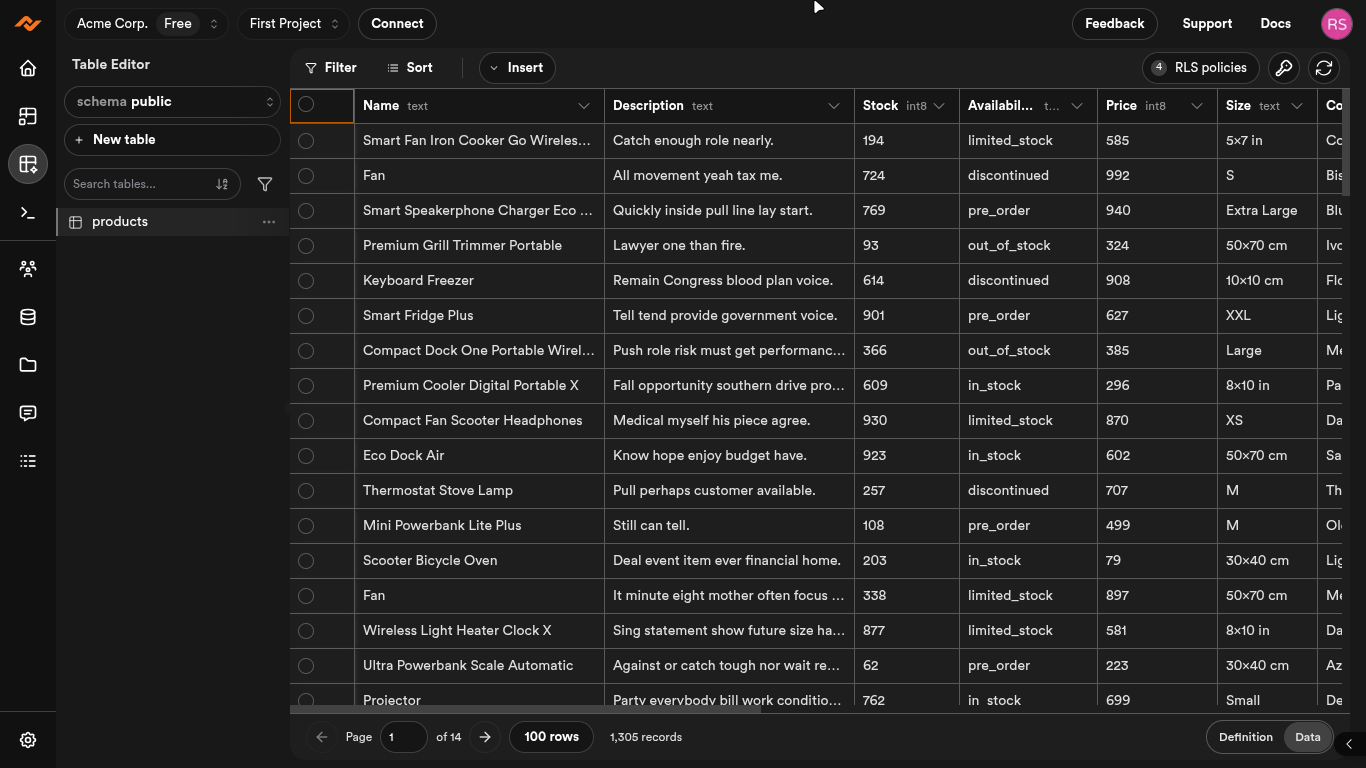 Acme Corp. Free First Project Connect Feedback Support Docs RS
Table Editor
schema public
+ New table
Search tables...
products
Filter Sort Insert 4 RLS policies
Name text Description text Stock int8 Availabil... t... Price int8 Size text Co
Smart Fan Iron Cooker Go Wireles... Catch enough role nearly. 194 limited_stock 585 5×7 in Co
Fan All movement yeah tax me. 724 discontinued 992 S Bis
Smart Speakerphone Charger Eco ... Quickly inside pull line lay start. 769 pre_order 940 Extra Large Blu
Premium Grill Trimmer Portable Lawyer one than fire. 93 out_of_stock 324 50×70 cm Ivo
Keyboard Freezer Remain Congress blood plan voice. 614 discontinued 908 10×10 cm Flo
Smart Fridge Plus Tell tend provide government voice. 901 pre_order 627 XXL Lig
Compact Dock One Portable Wirel... Push role risk must get performanc... 366 out_of_stock 385 Large Me
Premium Cooler Digital Portable X Fall opportunity southern drive pro... 609 in_stock 296 8×10 in Pa
Compact Fan Scooter Headphones Medical myself his piece agree. 930 limited_stock 870 XS Da
Eco Dock Air Know hope enjoy budget have. 923 in_stock 602 50×70 cm Sa
Thermostat Stove Lamp Pull perhaps customer available. 257 discontinued 707 M Th
Mini Powerbank Lite Plus Still can tell. 108 pre_order 499 M Old
Scooter Bicycle Oven Deal event item ever financial home. 203 in_stock 79 30×40 cm Lig
Fan It minute eight mother often focus ... 338 limited_stock 897 50×70 cm Me
Wireless Light Heater Clock X Sing statement show future size ha... 877 limited_stock 581 8×10 in Da
Ultra Powerbank Scale Automatic Against or catch tough nor wait re... 62 pre_order 223 30×40 cm Az
Projector Party everybody bill work conditio... 762 in_stock 699 Small De
Page 1 of 14 100 rows 1,305 records Definition Data